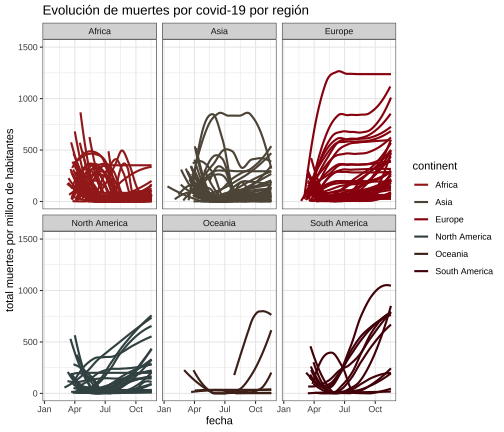 Evolución de muertes por covid-19 por región
Africa
Asia
Europe
1500
1000
500
0
North America
Oceania
South America
1500
1000
500
0
Jan
Apr
Jul
Oct
Jan
Apr
Jul
Oct
Jan
Apr
Jul
Oct
fecha
total muertes por millon de habitantes
continent
Africa
Asia
Europe
North America
Oceania
South America